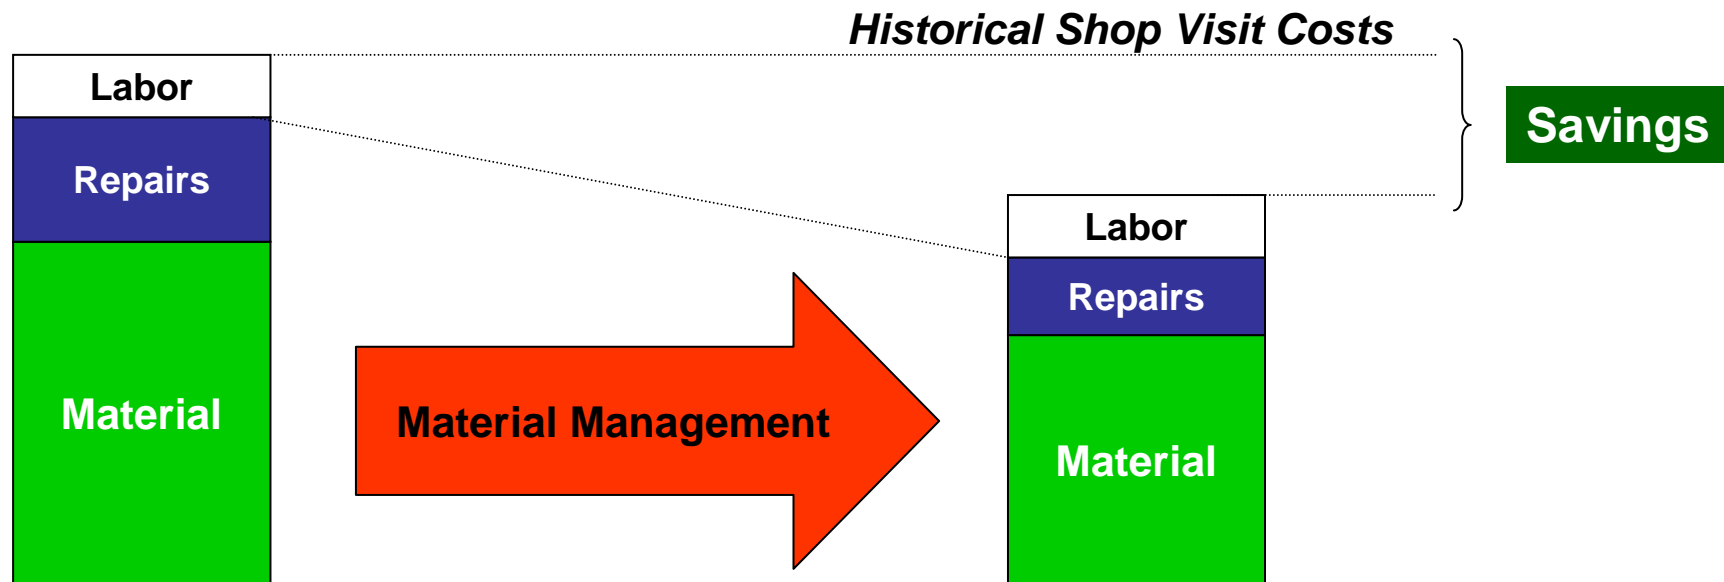 Historical Shop Visit Costs
Labor
Repairs
Material
Material Management
Labor
Repairs
Material
Savings